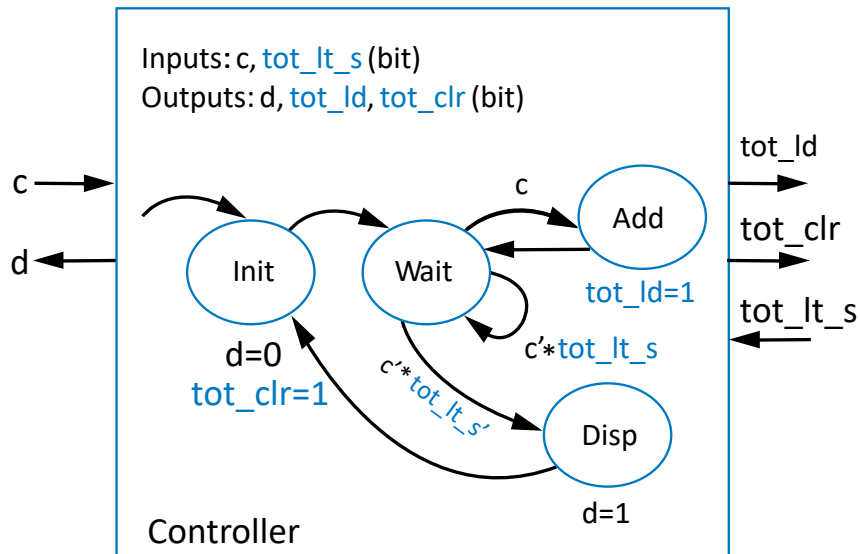 Inputs: c, tot_lt_s (bit)
Outputs: d, tot_ld, tot_clr (bit)
tot_ld
c
c
Add
tot_clr
d
Init
Wait
tot_ld=1
tot_lt_s
d=0
c'*tot_lt_s
tot_clr=1
c'*tot_lt_s'
Disp
d=1
Controller